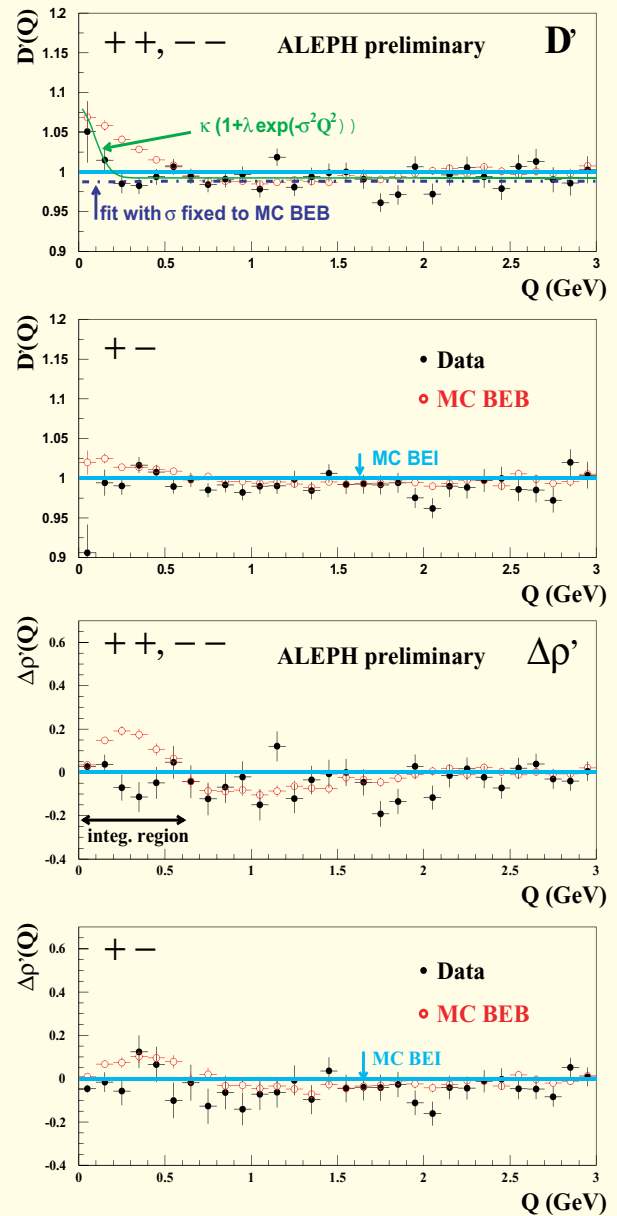 D'(Q)
1.2
1.15
1.1
1.05
1
0.95
0.9
+ +, – –
ALEPH preliminary
D'
κ (1+λ exp(-σ²Q² ) )
fit with σ fixed to MC BEB
0 0.5 1 1.5 2 2.5 3
Q (GeV)
D'(Q)
1.2
1.15
1.1
1.05
1
0.95
0.9
+ –
Data
MC BEB
MC BEI
0 0.5 1 1.5 2 2.5 3
Q (GeV)
Δρ'(Q)
0.6
0.4
0.2
0
-0.2
-0.4
+ +, – –
ALEPH preliminary
Δρ'
integ. region
0 0.5 1 1.5 2 2.5 3
Q (GeV)
Δρ'(Q)
0.6
0.4
0.2
0
-0.2
-0.4
+ –
Data
MC BEB
MC BEI
0 0.5 1 1.5 2 2.5 3
Q (GeV)